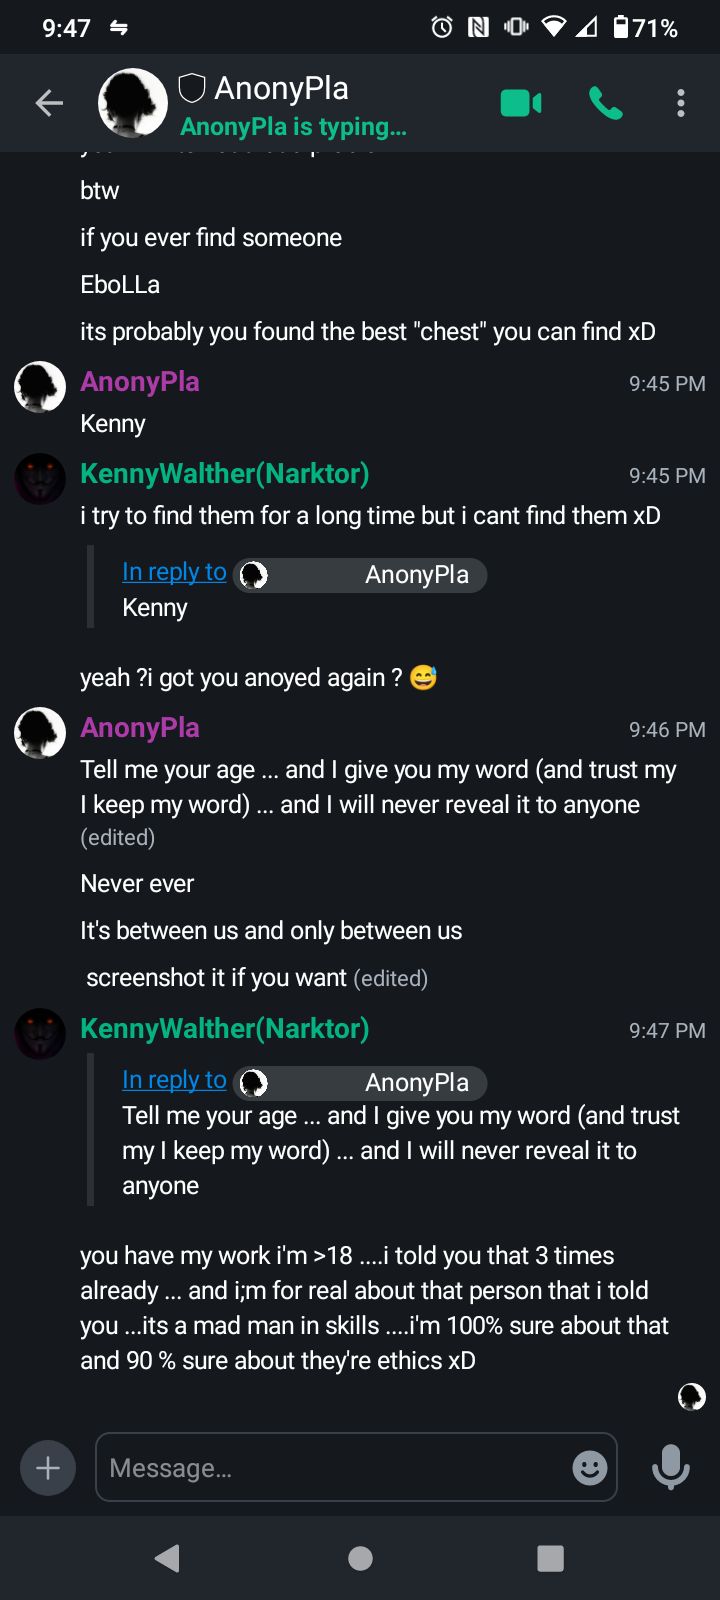 9:47
71%
AnonyPla
AnonyPla is typing...
btw
if you ever find someone
EboLLa
its probably you found the best "chest" you can find xD
AnonyPla
9:45 PM
Kenny
KennyWalther(Narktor)
9:45 PM
i try to find them for a long time but i cant find them xD
In reply to AnonyPla
Kenny
yeah ?i got you anoyed again ? 😅
AnonyPla
9:46 PM
Tell me your age ... and I give you my word (and trust my
I keep my word) ... and I will never reveal it to anyone
(edited)
Never ever
It's between us and only between us
screenshot it if you want (edited)
KennyWalther(Narktor)
9:47 PM
In reply to AnonyPla
Tell me your age ... and I give you my word (and trust
my I keep my word) ... and I will never reveal it to
anyone
you have my work i'm >18 ....i told you that 3 times
already ... and i;m for real about that person that i told
you ...its a mad man in skills ....i'm 100% sure about that
and 90 % sure about they're ethics xD
Message...